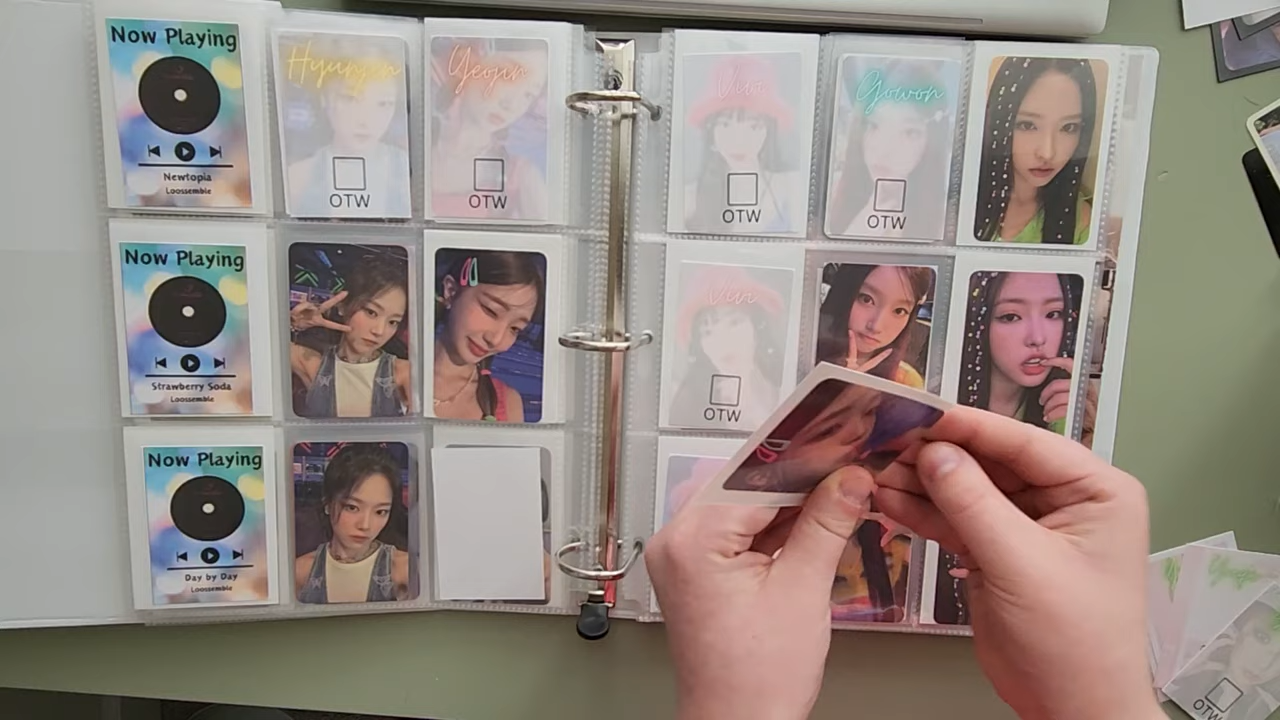 Now Playing
Newtopia
Loossemble
Hyunjin
OTW
Yeojin
OTW
Vivi
OTW
Gowon
OTW
Now Playing
Strawberry Soda
Loossemble
Vivi
OTW
Now Playing
Day by Day
Loossemble
OTW